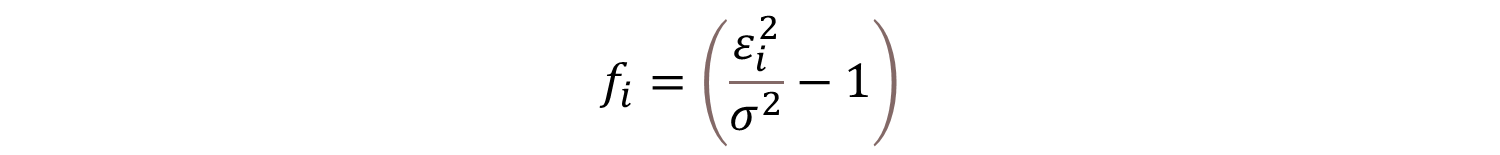 f_i = (ε_i^2 / σ^2 − 1)